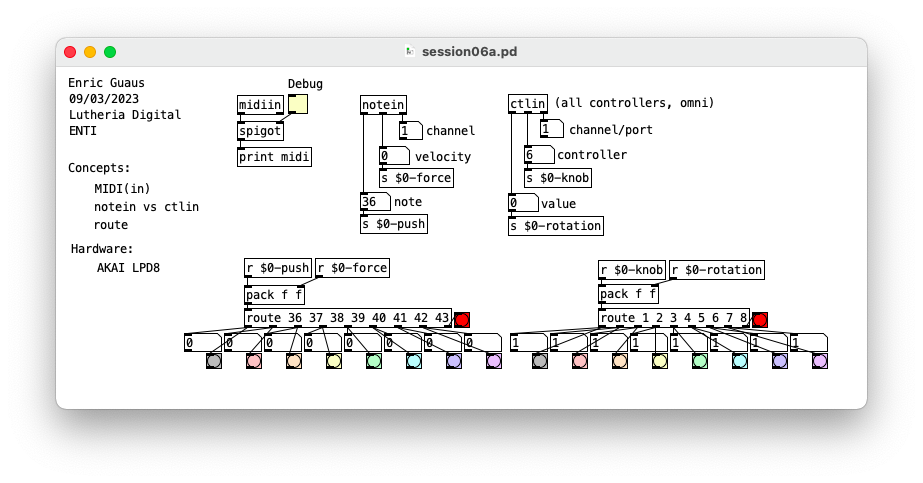 session06a.pd
Enric Guaus
09/03/2023
Lutheria Digital
ENTI
Debug
midiin
spigot
print midi
notein
1 channel
0 velocity
s $0-force
36 note
s $0-push
ctlin (all controllers, omni)
1 channel/port
6 controller
s $0-knob
0 value
s $0-rotation
Concepts:
MIDI(in)
notein vs ctlin
route
Hardware:
AKAI LPD8
r $0-push r $0-force
pack f f
route 36 37 38 39 40 41 42 43
0 0 0 0 0 0 0 0
r $0-knob r $0-rotation
pack f f
route 1 2 3 4 5 6 7 8
1 1 1 1 1 1 1 1